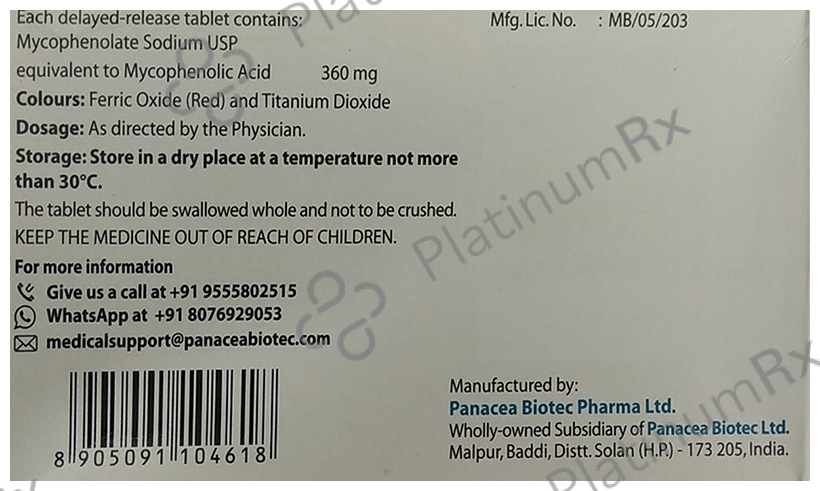 Each delayed-release tablet contains:
Mycophenolate Sodium USP
equivalent to Mycophenolic Acid 360 mg
Colours: Ferric Oxide (Red) and Titanium Dioxide
Dosage: As directed by the Physician.
Storage: Store in a dry place at a temperature not more
than 30°C.
The tablet should be swallowed whole and not to be crushed.
KEEP THE MEDICINE OUT OF REACH OF CHILDREN.
For more information
Give us a call at +91 9555802515
WhatsApp at +91 8076929053
medicalsupport@panaceabiotec.com
8 905091 104618
Mfg. Lic. No. : MB/05/203
Manufactured by:
Panacea Biotec Pharma Ltd.
Wholly-owned Subsidiary of Panacea Biotec Ltd.
Malpur, Baddi, Distt. Solan (H.P.) - 173 205, India.
PlatinumRx
PlatinumRx